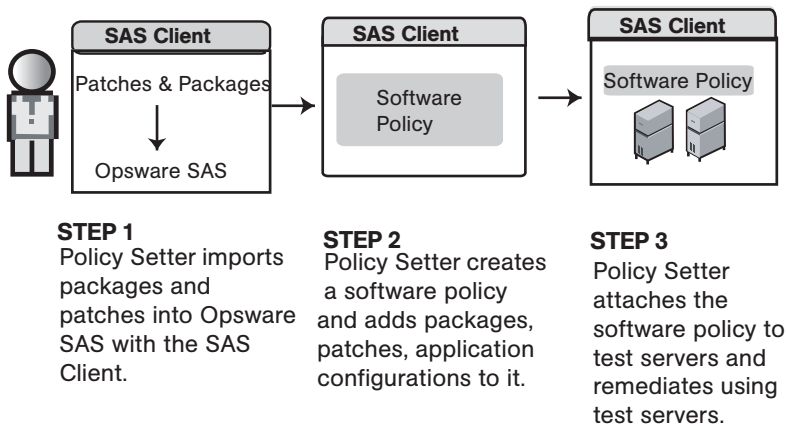 SAS Client
Patches & Packages
Opsware SAS
SAS Client
Software
Policy
SAS Client
Software Policy
STEP 1
Policy Setter imports
packages and
patches into Opsware
SAS with the SAS
Client.
STEP 2
Policy Setter creates
a software policy
and adds packages,
patches, application
configurations to it.
STEP 3
Policy Setter
attaches the
software policy to
test servers and
remediates using
test servers.